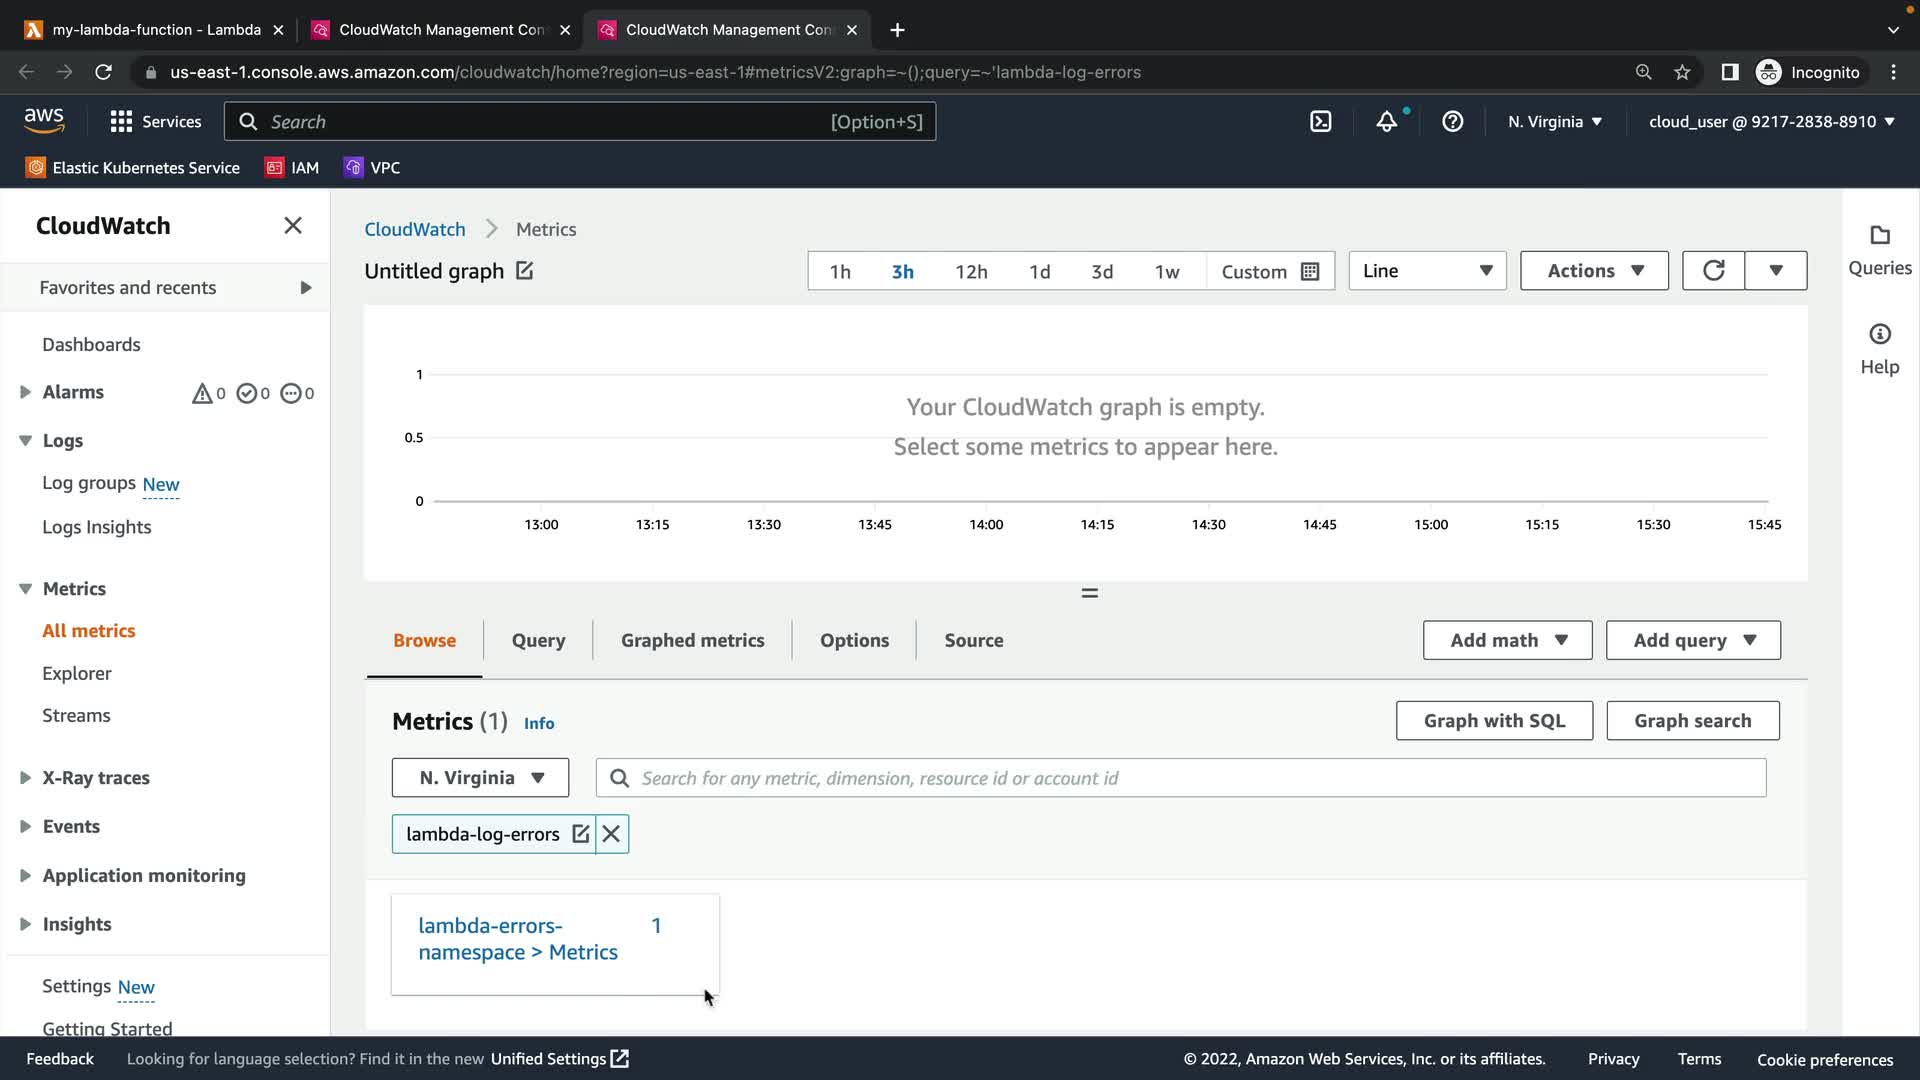 my-lambda-function - Lambda
CloudWatch Management Con
CloudWatch Management Con
us-east-1.console.aws.amazon.com/cloudwatch/home?region=us-east-1#metricsV2:graph=~();query=~'lambda-log-errors
Incognito
aws
Services
Search
[Option+S]
N. Virginia
cloud_user @ 9217-2838-8910
Elastic Kubernetes Service
IAM
VPC
CloudWatch
Favorites and recents
Dashboards
Alarms 0 0 0
Logs
Log groups New
Logs Insights
Metrics
All metrics
Explorer
Streams
X-Ray traces
Events
Application monitoring
Insights
Settings New
Getting Started
CloudWatch Metrics
Untitled graph
1h 3h 12h 1d 3d 1w Custom
Line
Actions
Your CloudWatch graph is empty.
Select some metrics to appear here.
1
0.5
0
13:00 13:15 13:30 13:45 14:00 14:15 14:30 14:45 15:00 15:15 15:30 15:45
Browse
Query
Graphed metrics
Options
Source
Add math
Add query
Metrics (1) Info
Graph with SQL
Graph search
N. Virginia
Search for any metric, dimension, resource id or account id
lambda-log-errors
lambda-errors- 1
namespace > Metrics
Queries
Help
Feedback
Looking for language selection? Find it in the new Unified Settings
© 2022, Amazon Web Services, Inc. or its affiliates.
Privacy
Terms
Cookie preferences